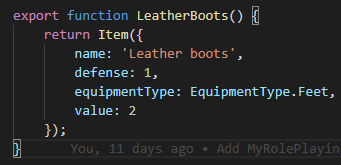 export function LeatherBoots() {
    return Item({
        name: 'Leather boots',
        defense: 1,
        equipmentType: EquipmentType.Feet,
        value: 2
    });
}    You, 11 days ago • Add MyRolePlayin